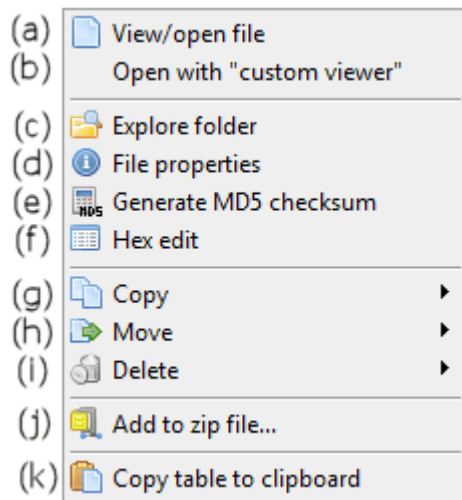 (a) View/open file
(b) Open with "custom viewer"
(c) Explore folder
(d) File properties
(e) MD5 Generate MD5 checksum
(f) Hex edit
(g) Copy
(h) Move
(i) Delete
(j) Add to zip file...
(k) Copy table to clipboard